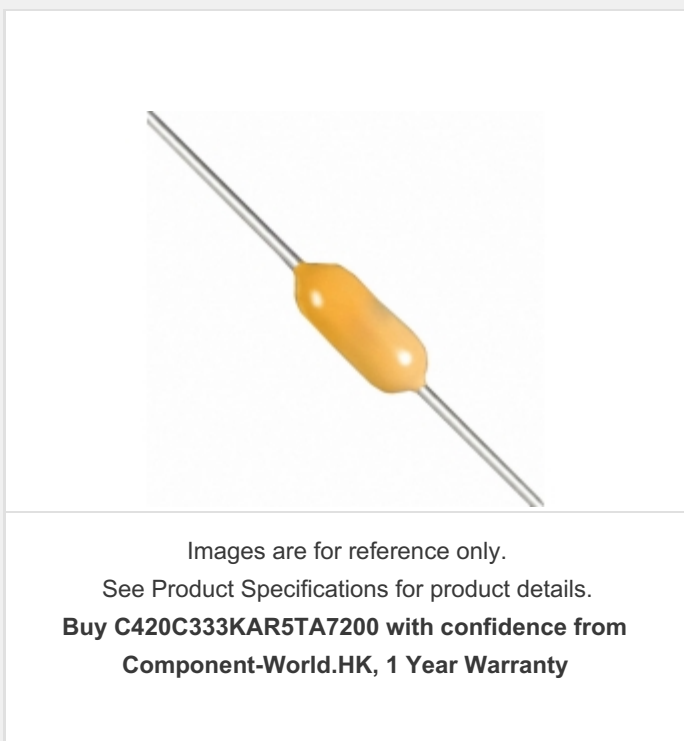 Images are for reference only.
See Product Specifications for product details.
Buy C420C333KAR5TA7200 with confidence from
Component-World.HK, 1 Year Warranty